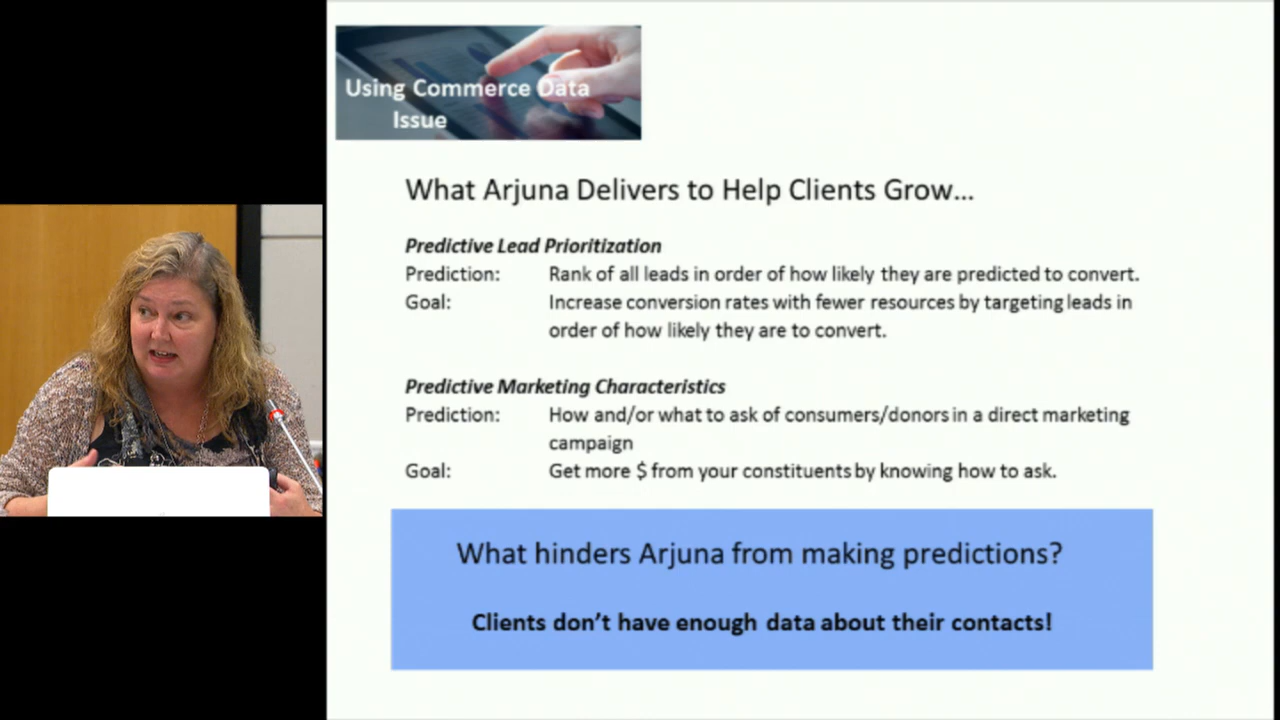 Using Commerce Data
Issue
What Arjuna Delivers to Help Clients Grow...
Predictive Lead Prioritization
Prediction: Rank of all leads in order of how likely they are predicted to convert.
Goal: Increase conversion rates with fewer resources by targeting leads in
order of how likely they are to convert.
Predictive Marketing Characteristics
Prediction: How and/or what to ask of consumers/donors in a direct marketing
campaign
Goal: Get more $ from your constituents by knowing how to ask.
What hinders Arjuna from making predictions?
Clients don't have enough data about their contacts!